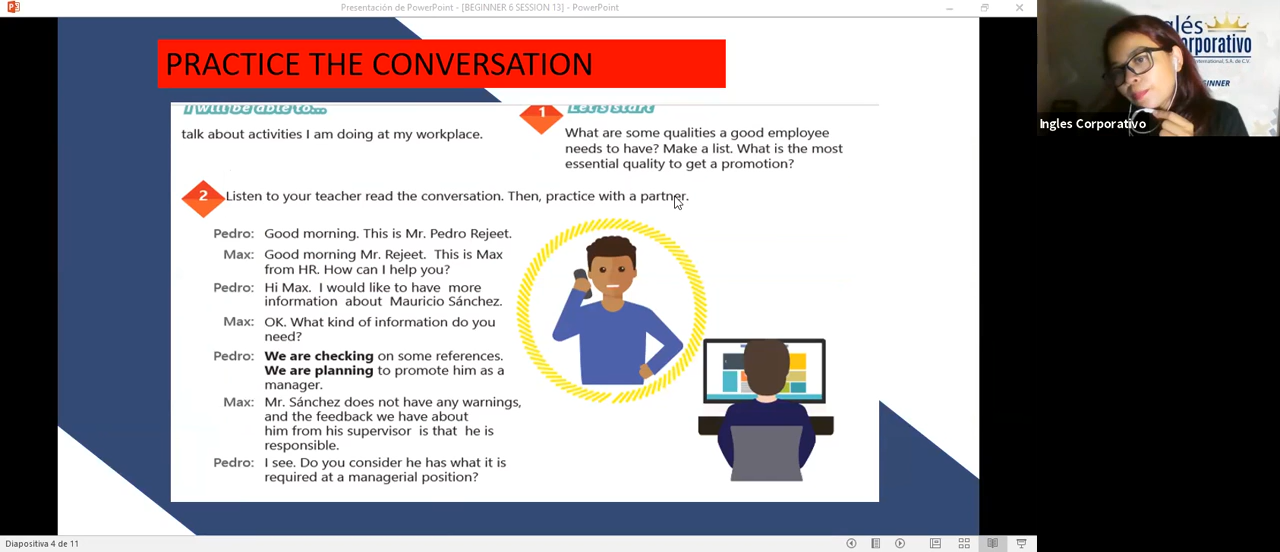 Presentación de PowerPoint - [BEGINNER 6 SESSION 13] - PowerPoint
PRACTICE THE CONVERSATION
I will be able to...
talk about activities I am doing at my workplace.
1
Let's start
What are some qualities a good employee
needs to have? Make a list. What is the most
essential quality to get a promotion?
2
Listen to your teacher read the conversation. Then, practice with a partner.
Pedro: Good morning. This is Mr. Pedro Rejeet.
Max: Good morning Mr. Rejeet. This is Max
from HR. How can I help you?
Pedro: Hi Max. I would like to have more
information about Mauricio Sánchez.
Max: OK. What kind of information do you
need?
Pedro: We are checking on some references.
We are planning to promote him as a
manager.
Max: Mr. Sánchez does not have any warnings,
and the feedback we have about
him from his supervisor is that he is
responsible.
Pedro: I see. Do you consider he has what it is
required at a managerial position?
Diapositiva 4 de 11
glés
rporativo
International, S.A. de C.V.
INNER
Ingles Corporativo